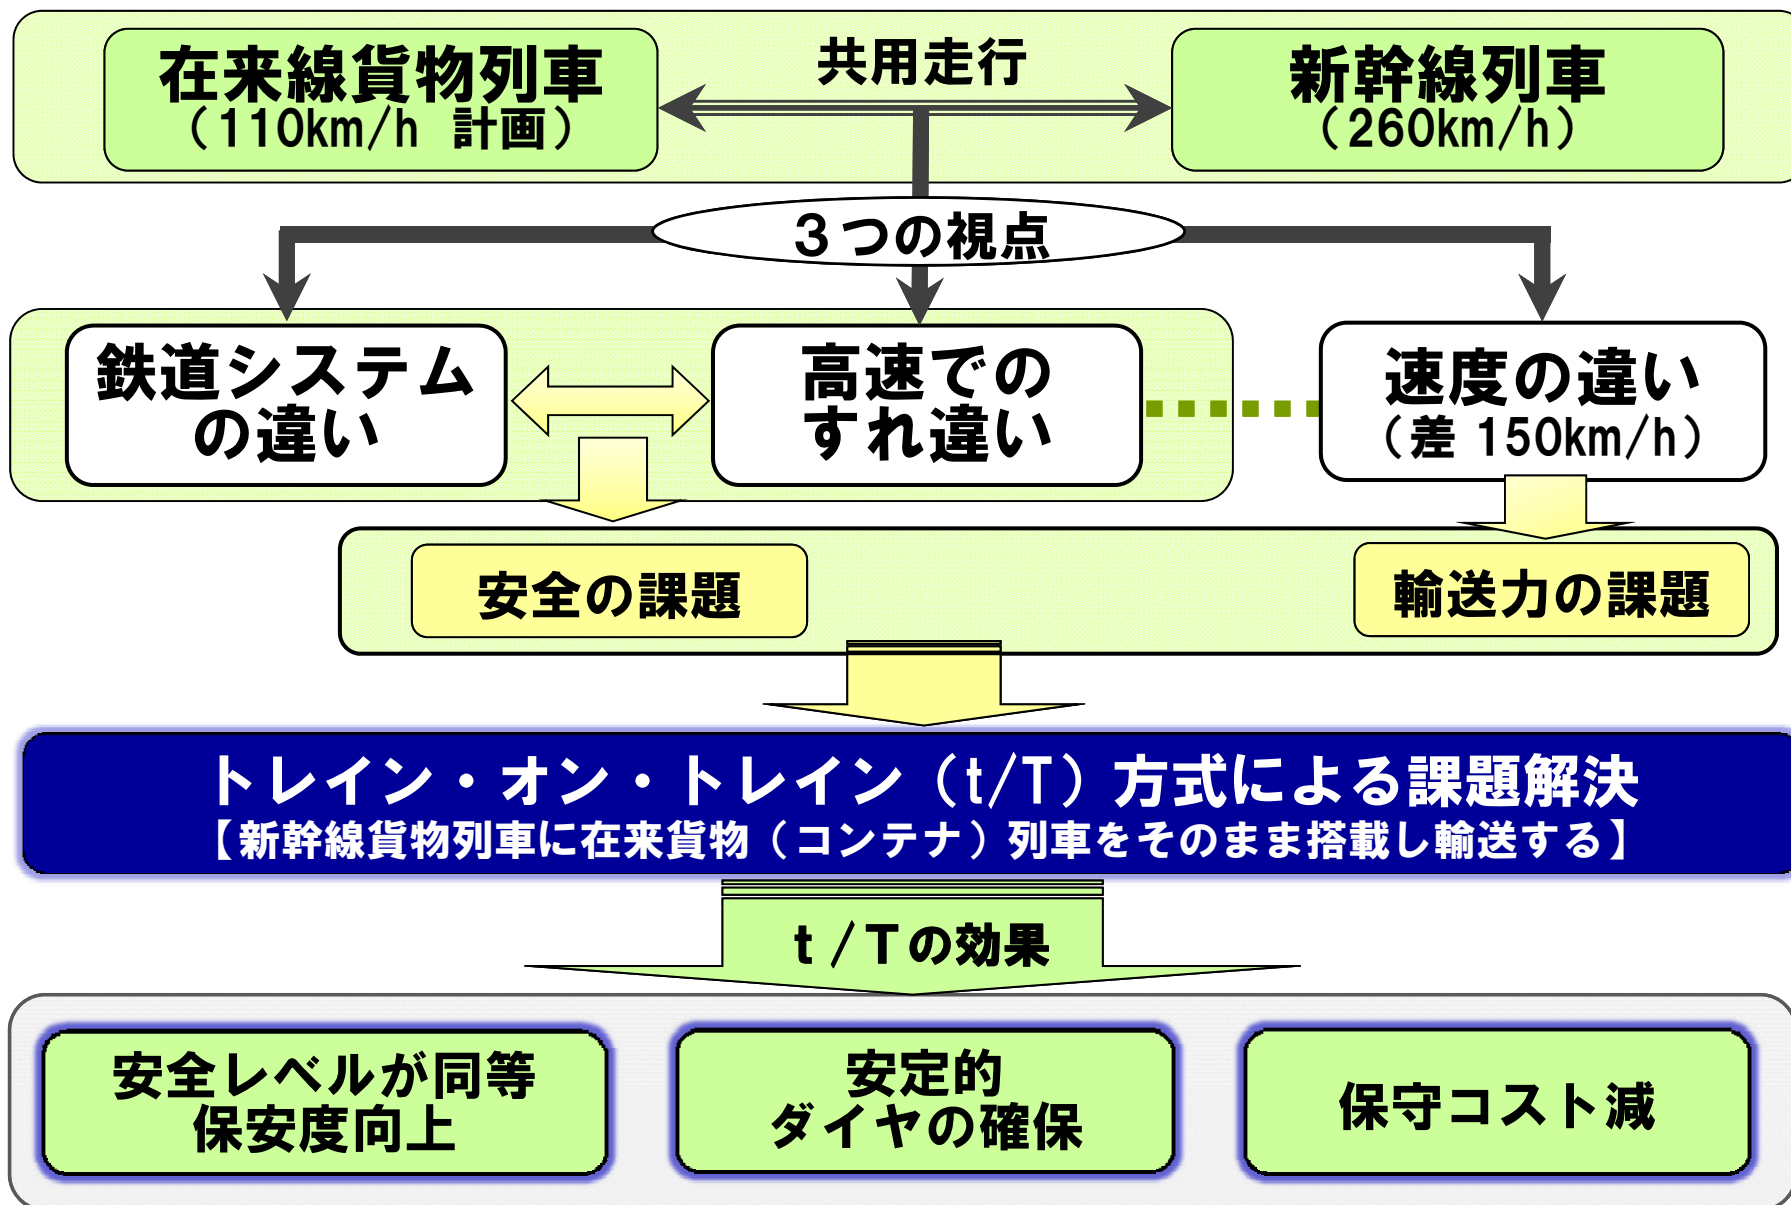 在来線貨物列車
（110km/h 計画）
共用走行
新幹線列車
（260km/h）
３つの視点
鉄道システム
の違い
高速での
すれ違い
速度の違い
（差 150km/h）
安全の課題
輸送力の課題
トレイン・オン・トレイン（t/T）方式による課題解決
【新幹線貨物列車に在来貨物（コンテナ）列車をそのまま搭載し輸送する】
ｔ/Ｔの効果
安全レベルが同等
保安度向上
安定的
ダイヤの確保
保守コスト減